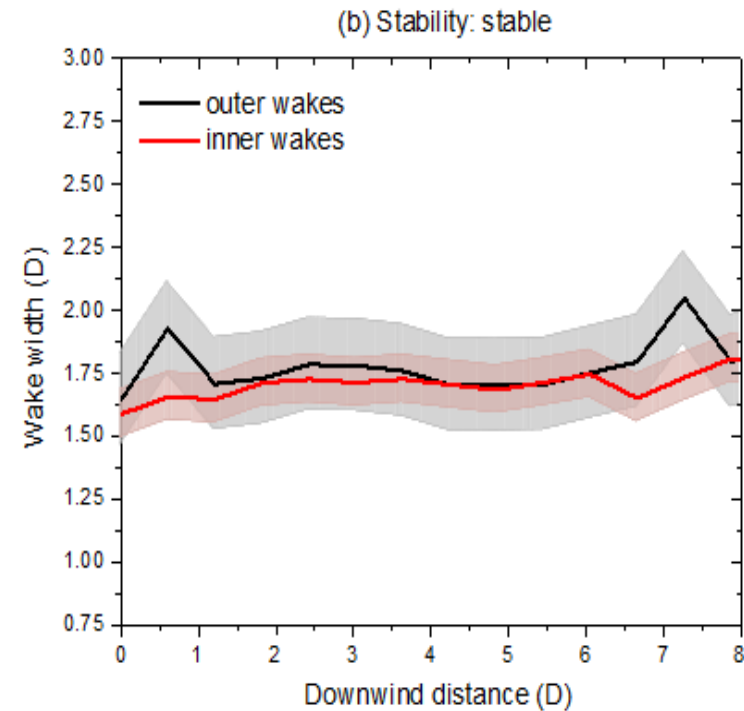 (b) Stability: stable
3.00
outer wakes
2.75
inner wakes
2.50
2.25
2.00
1.75
1.50
1.25
1.00
0.75
Wake width (D)
0 1 2 3 4 5 6 7 8
Downwind distance (D)